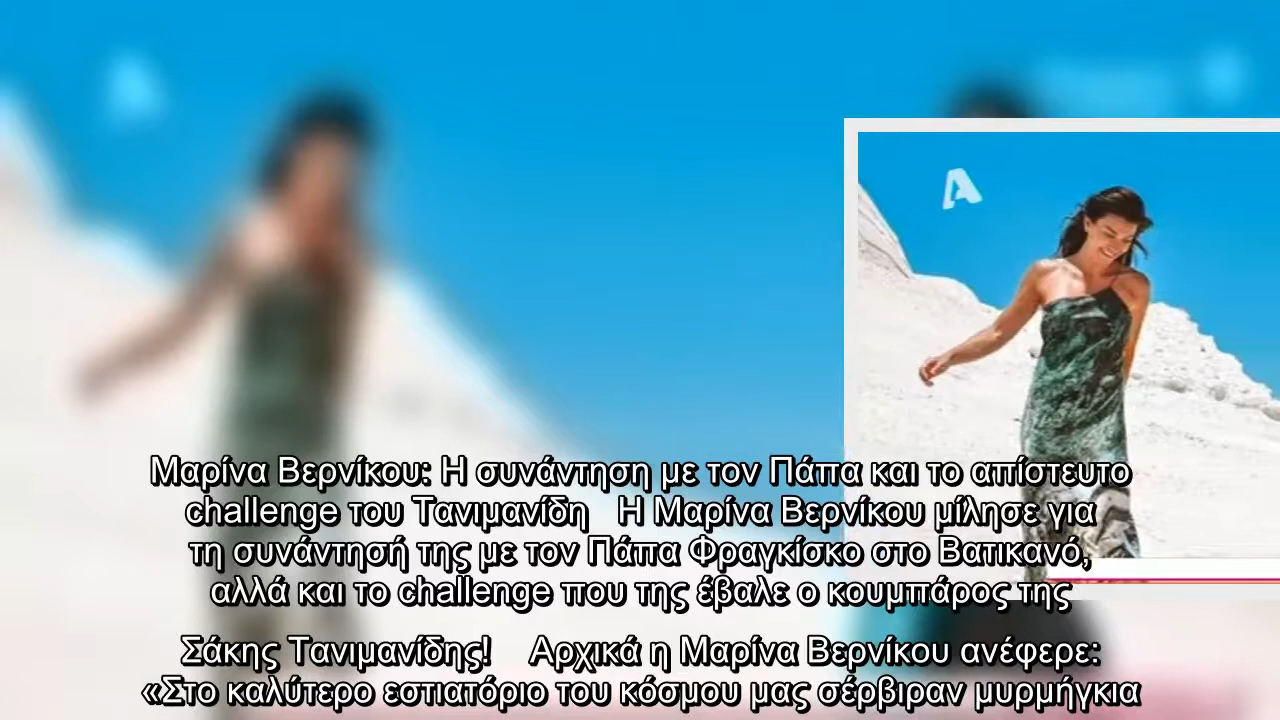 Μαρίνα Βερνίκου: Η συνάντηση με τον Πάπα και το απίστευτο
challenge του Τανιμανίδη   Η Μαρίνα Βερνίκου μίλησε για
τη συνάντησή της με τον Πάπα Φραγκίσκο στο Βατικανό,
αλλά και το challenge που της έβαλε ο κουμπάρος της
Σάκης Τανιμανίδης!    Αρχικά η Μαρίνα Βερνίκου ανέφερε:
«Στο καλύτερο εστιατόριο του κόσμου μας σέρβιραν μυρμήγκια